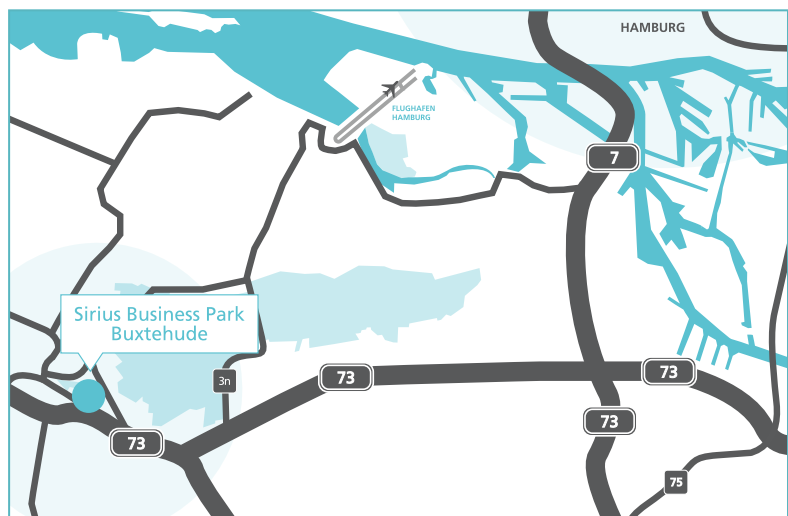 HAMBURG
FLUGHAFEN
HAMBURG
7
Sirius Business Park
Buxtehude
3n
73
73
73
73
75